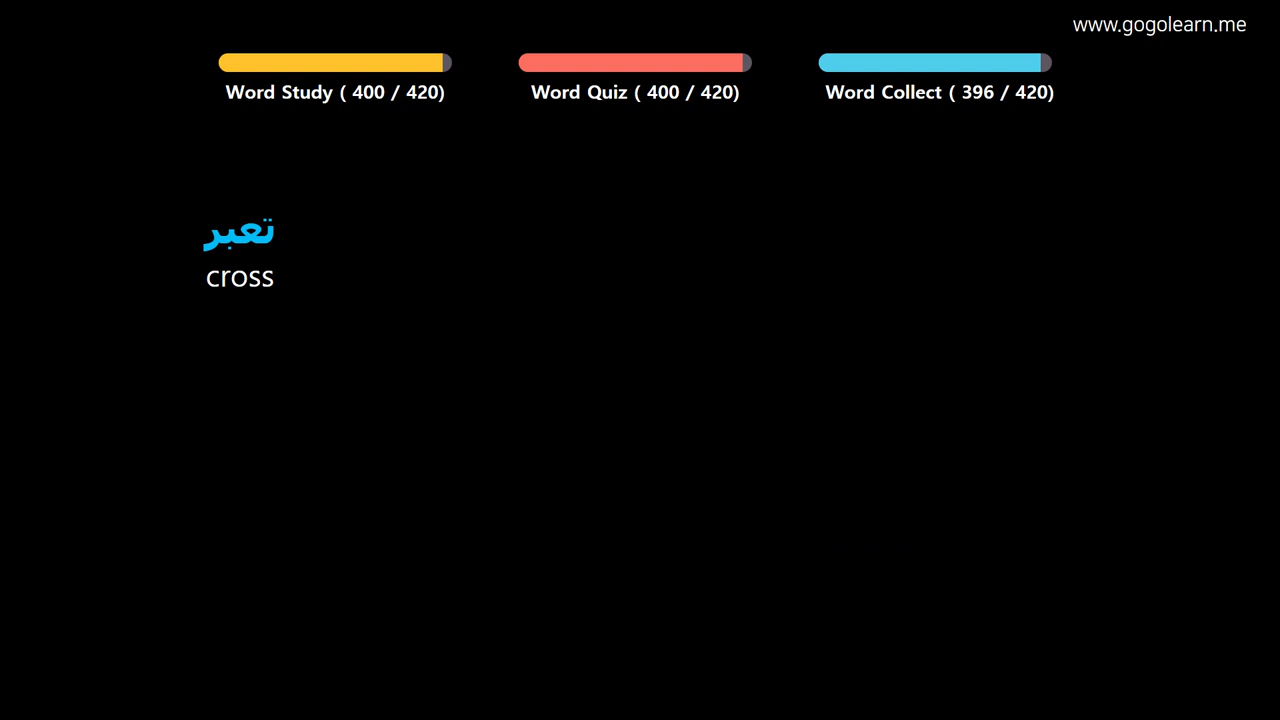 www.gogolearn.me
Word Study ( 400 / 420)
Word Quiz ( 400 / 420)
Word Collect ( 396 / 420)
تعبر
cross